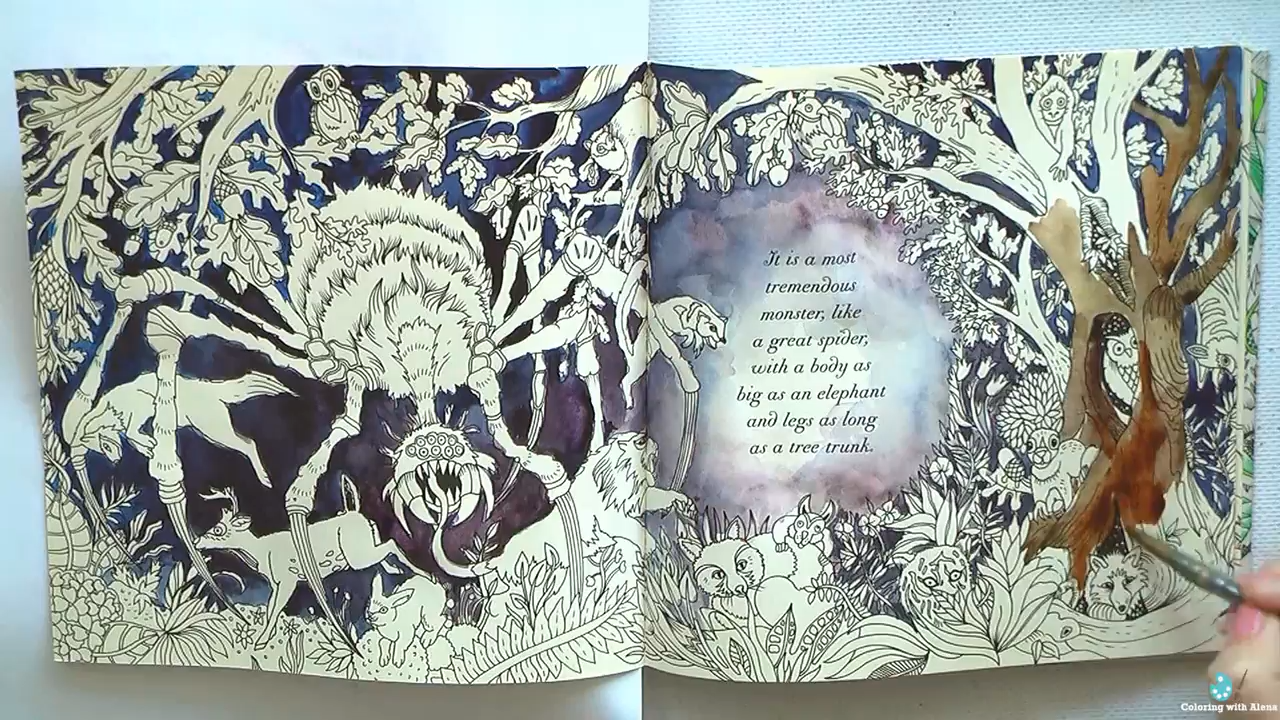 It is a most
tremendous
monster, like
a great spider,
with a body as
big as an elephant
and legs as long
as a tree trunk.
Coloring with Alena